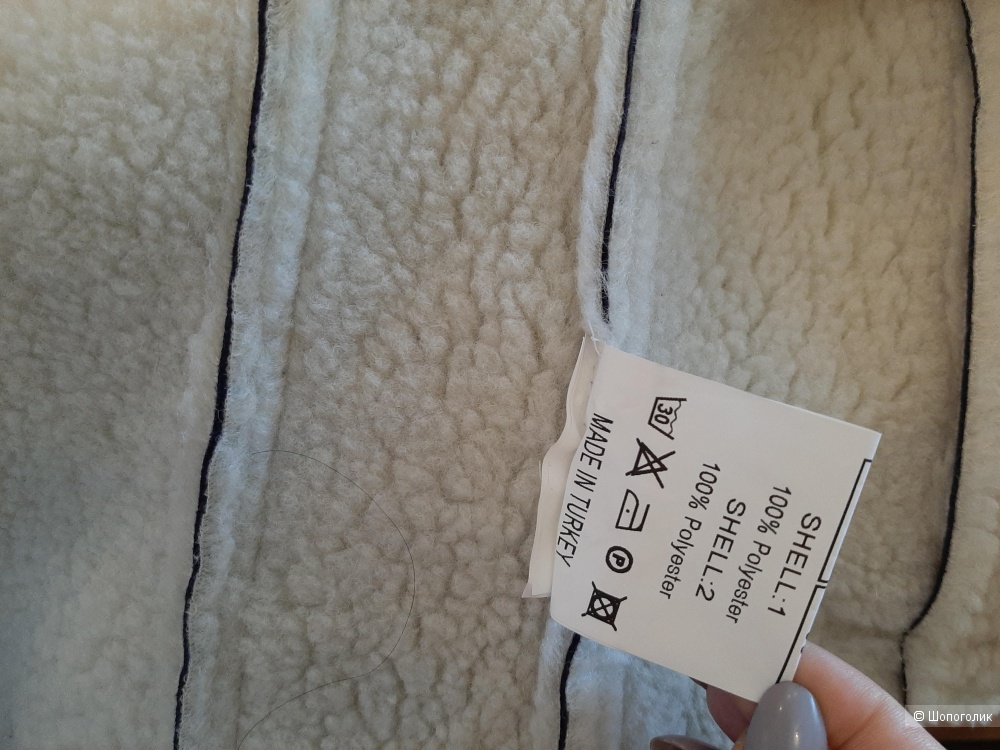 SHELL:1
100% Polyester
SHELL:2
100% Polyester
30
P
MADE IN TURKEY
© Шопоголик